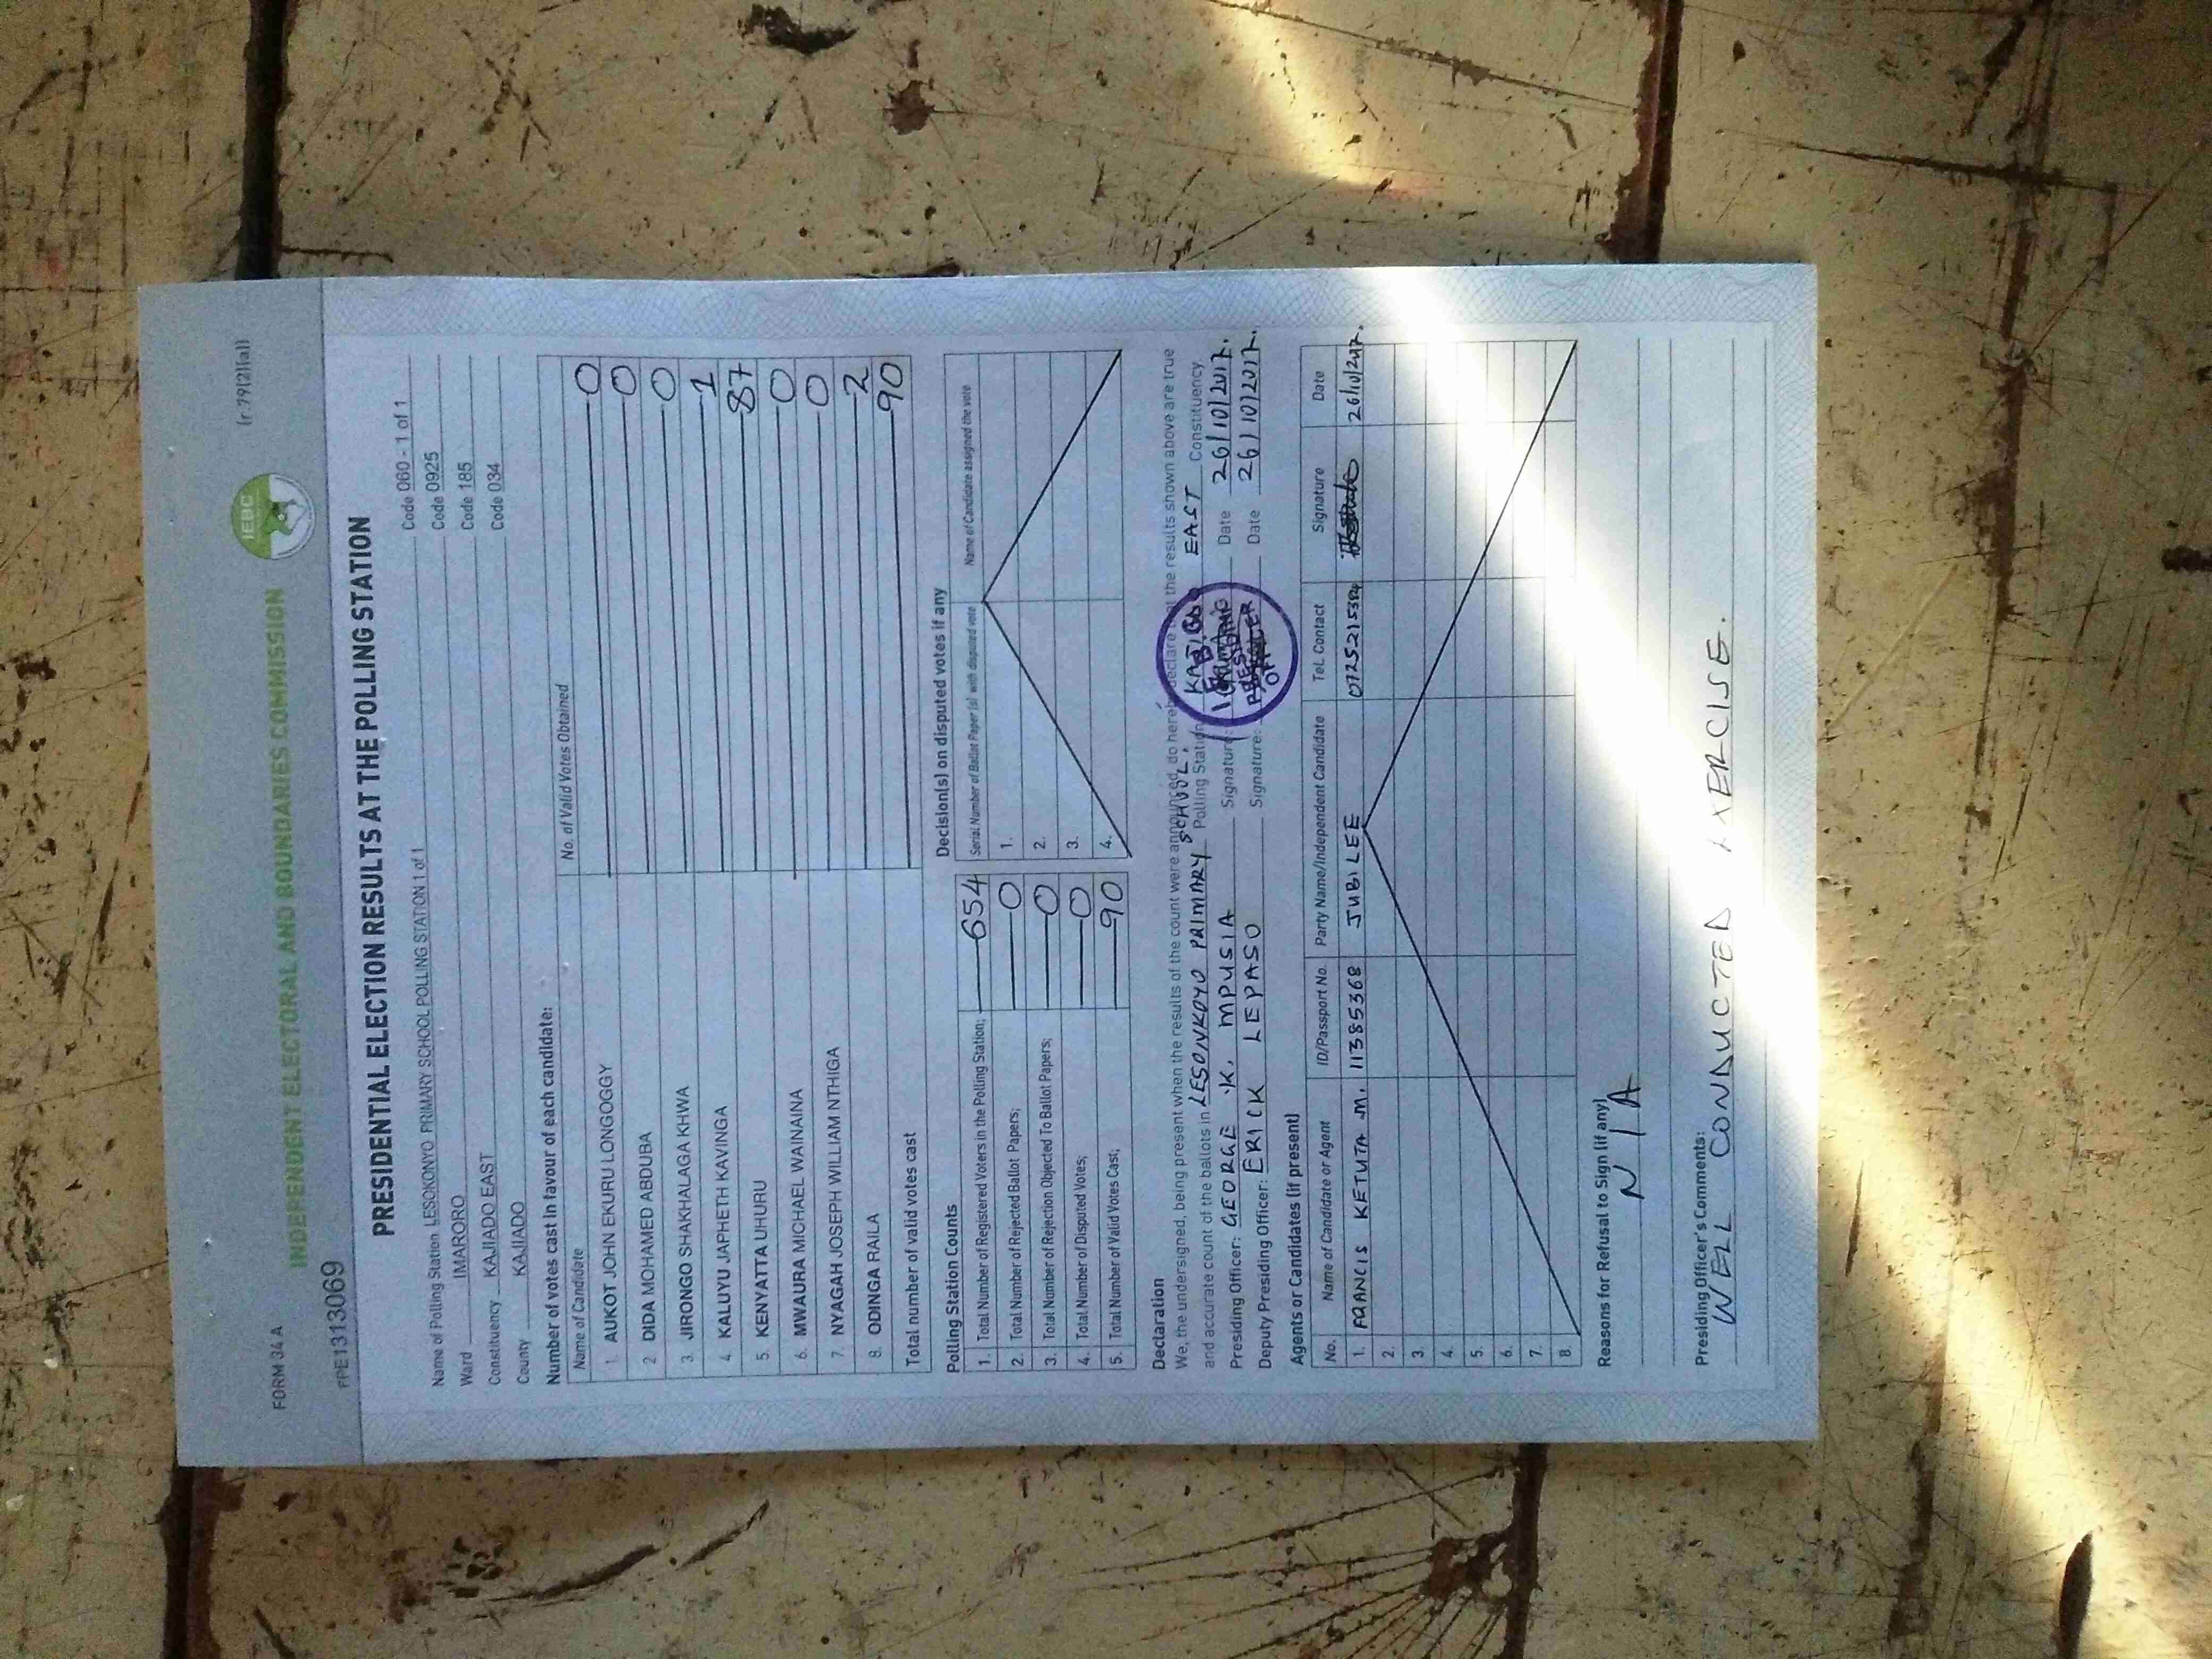 FORM 34 A
(r 79(2)(a))
INDEPENDENT ELECTORAL AND BOUNDARIES COMMISSION
IEBC
FPE1313069
PRESIDENTIAL ELECTION RESULTS AT THE POLLING STATION
Name of Polling Station LESOKONYO PRIMARY SCHOOL POLLING STATION 1 of 1 Code 060 - 1 of 1
Ward IMARORO Code 0925
Constituency KAJIADO EAST Code 185
County KAJIADO Code 034
Number of votes cast in favour of each candidate:
Name of Candidate No. of Valid Votes Obtained
1. AUKOT JOHN EKURU LONGOGGY 0
2 DIDA MOHAMED ABDUBA 0
3. JIRONGO SHAKHALAGA KHWA 0
4. KALUYU JAPHETH KAVINGA 1
5. KENYATTA UHURU 87
6. MWAURA MICHAEL WAINAINA 0
7. NYAGAH JOSEPH WILLIAM NTHIGA 0
8. ODINGA RAILA 2
Total number of valid votes cast 90
Polling Station Counts
1. Total Number of Registered Voters in the Polling Station; 654
2. Total Number of Rejected Ballot Papers; 0
3. Total Number of Rejection Objected To Ballot Papers; 0
4. Total Number of Disputed Votes; 0
5. Total Number of Valid Votes Cast; 90
Decision(s) on disputed votes if any
Serial Number of Ballot Paper (s) with disputed vote Name of Candidate assigned the vote
1.
2.
3.
4.
Declaration
We, the undersigned, being present when the results of the count were announced, do hereby declare that the results shown above are true
and accurate count of the ballots in LESONKOYO PRIMARY SCHOOL. Polling Station KAJIADO EAST Constituency.
Presiding Officer: GEORGE .K. MPUSIA Signature: Date 26/10/2017.
Deputy Presiding Officer: ERICK LEPASO Signature: Date 26/10/2017.
PRESIDING
OFFICER
Agents or Candidates (if present)
No. Name of Candidate or Agent ID/Passport No. Party Name/Independent Candidate Tel. Contact Signature Date
1. FRANCIS KETUTA M. 11385368 JUBILEE 0725215384 26/10/2017.
2.
3.
4.
5.
6.
7.
8.
Reasons for Refusal to Sign (if any)
N/A
Presiding Officer's Comments:
WELL CONDUCTED EXERCISE.